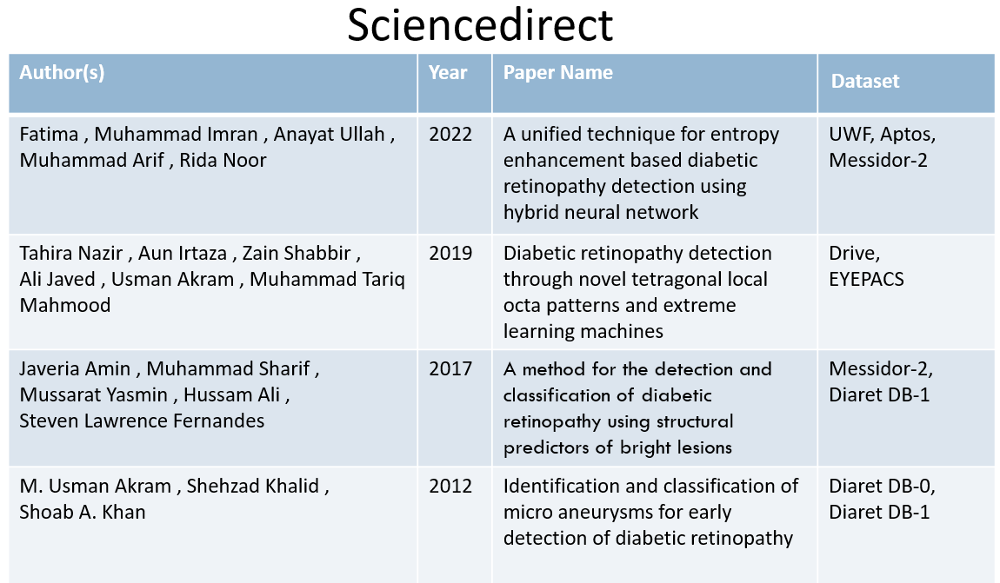 Sciencedirect
Author(s) Year Paper Name Dataset
Fatima , Muhammad Imran , Anayat Ullah ,
Muhammad Arif , Rida Noor
2022
A unified technique for entropy
enhancement based diabetic
retinopathy detection using
hybrid neural network
UWF, Aptos,
Messidor-2
Tahira Nazir , Aun Irtaza , Zain Shabbir ,
Ali Javed , Usman Akram , Muhammad Tariq
Mahmood
2019
Diabetic retinopathy detection
through novel tetragonal local
octa patterns and extreme
learning machines
Drive,
EYEPACS
Javeria Amin , Muhammad Sharif ,
Mussarat Yasmin , Hussam Ali ,
Steven Lawrence Fernandes
2017
A method for the detection and
classification of diabetic
retinopathy using structural
predictors of bright lesions
Messidor-2,
Diaret DB-1
M. Usman Akram , Shehzad Khalid ,
Shoab A. Khan
2012
Identification and classification of
micro aneurysms for early
detection of diabetic retinopathy
Diaret DB-0,
Diaret DB-1